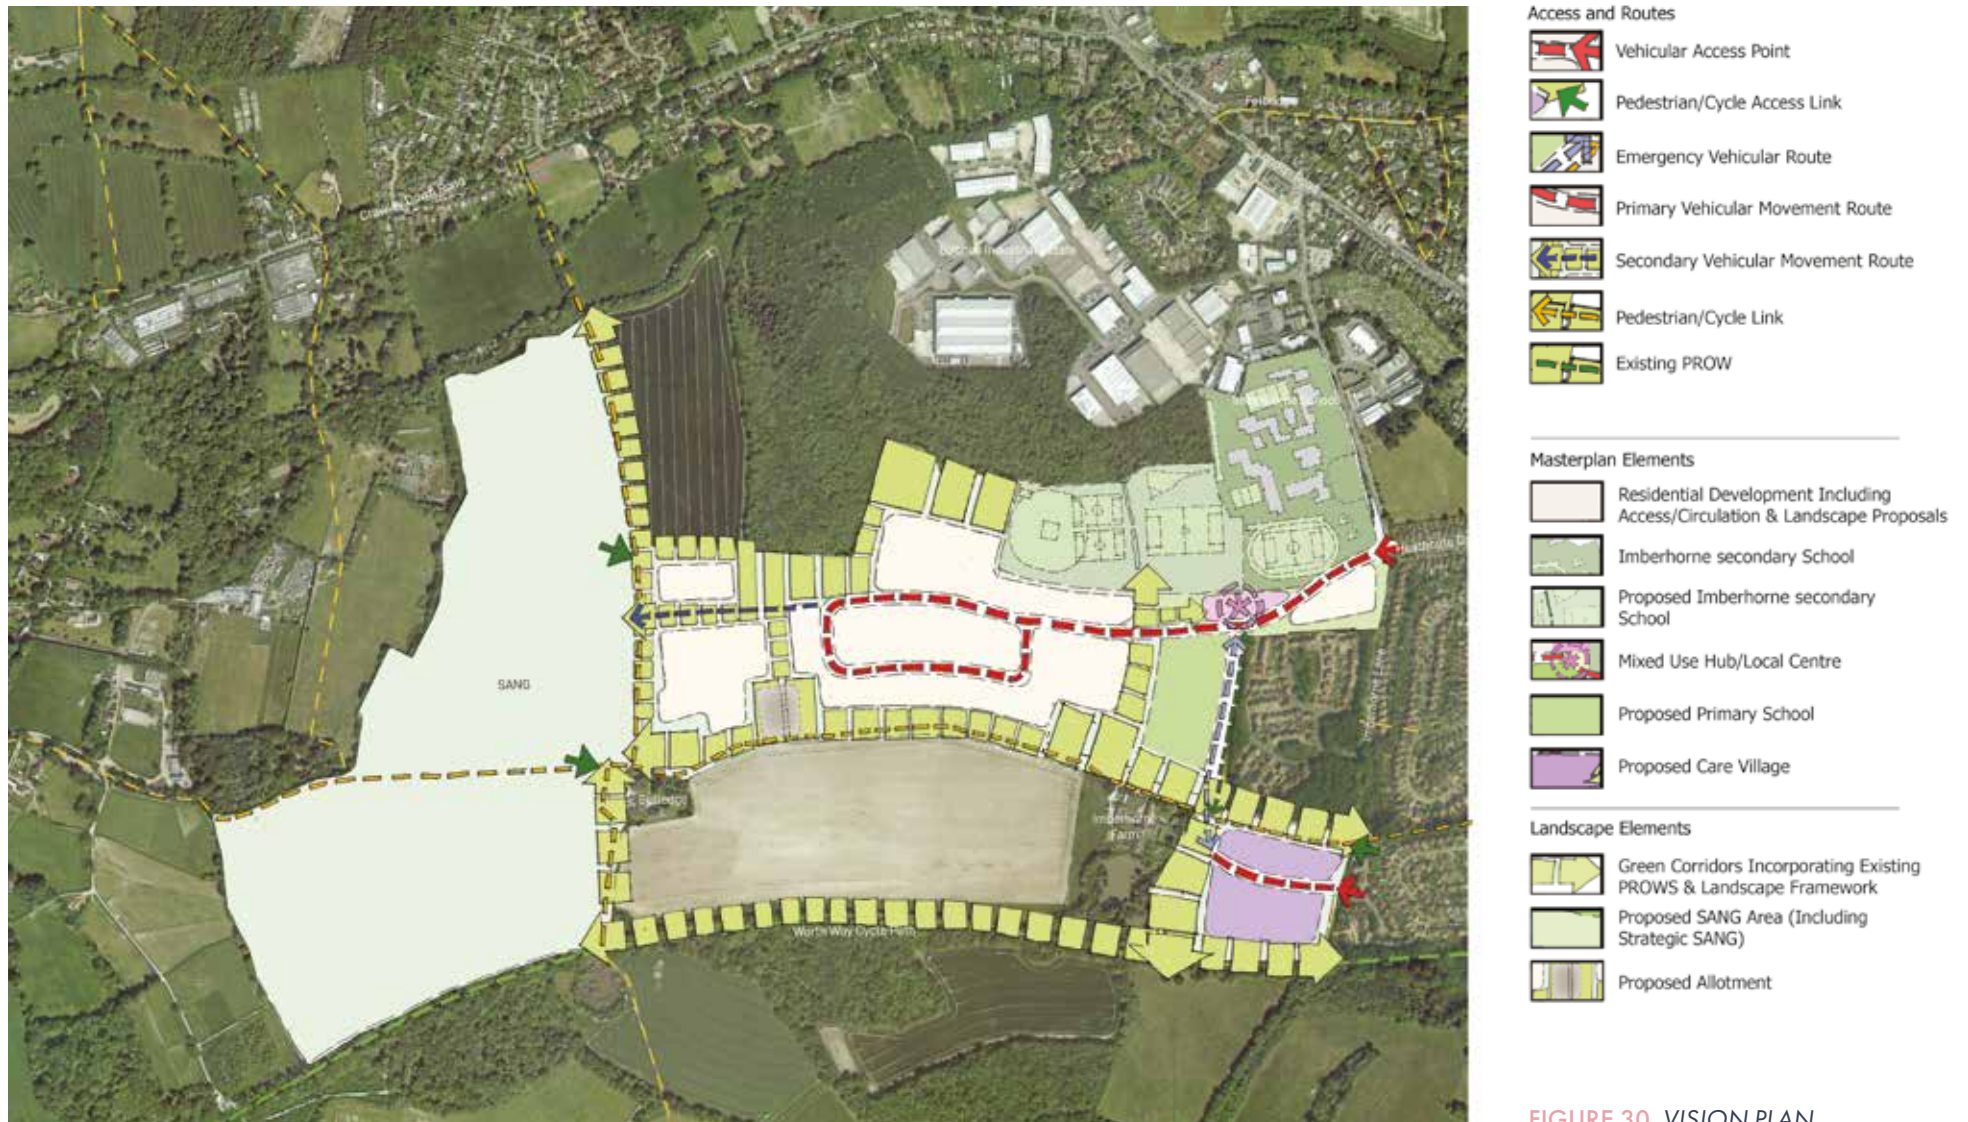 Access and Routes
Vehicular Access Point
Pedestrian/Cycle Access Link
Emergency Vehicular Route
Primary Vehicular Movement Route
Secondary Vehicular Movement Route
Pedestrian/Cycle Link
Existing PROW
Masterplan Elements
Residential Development Including
Access/Circulation & Landscape Proposals
Imberhorne secondary School
Proposed Imberhorne secondary
School
Mixed Use Hub/Local Centre
Proposed Primary School
Proposed Care Village
Landscape Elements
Green Corridors Incorporating Existing
PROWS & Landscape Framework
Proposed SANG Area (Including
Strategic SANG)
Proposed Allotment
FIGURE 30 VISION PLAN
SANG
Imberhorne
Farm
Worth Way Cycle Path